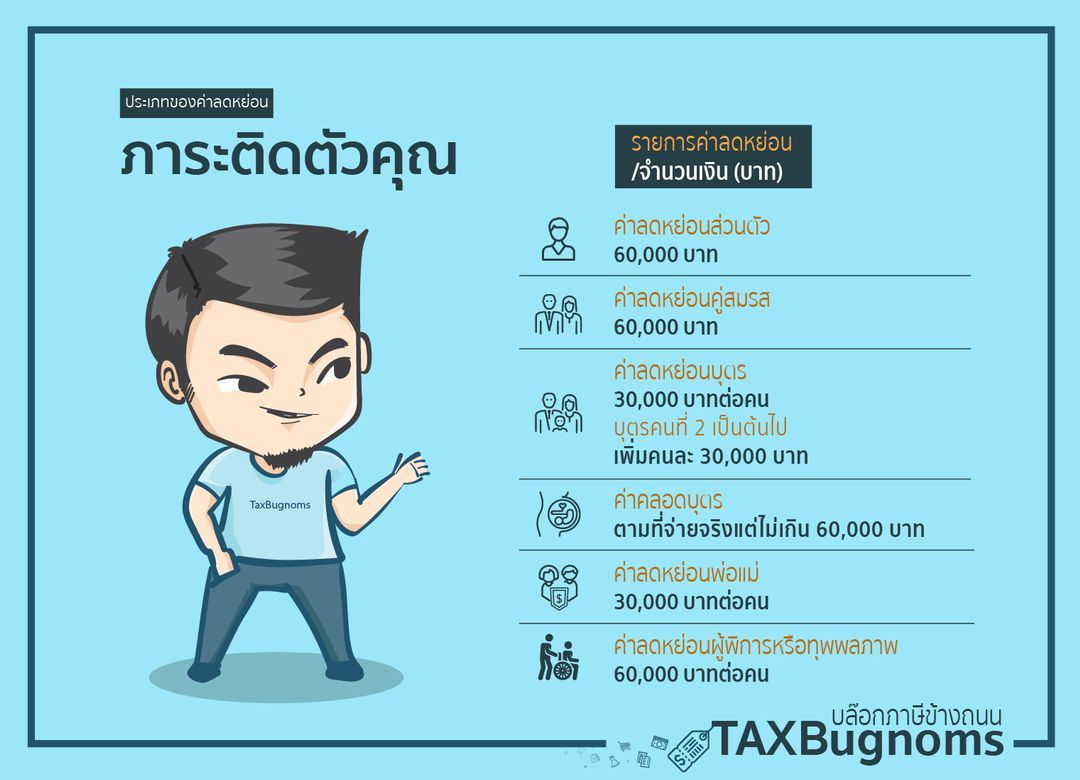 ประเภทของค่าลดหย่อน
ภาระติดตัวคุณ
TaxBugnoms
รายการค่าลดหย่อน
/จำนวนเงิน (บาท)
ค่าลดหย่อนส่วนตัว
60,000 บาท
ค่าลดหย่อนคู่สมรส
60,000 บาท
ค่าลดหย่อนบุตร
30,000 บาทต่อคน
บุตรคนที่ 2 เป็นต้นไป
เพิ่มคนละ 30,000 บาท
ค่าคลอดบุตร
ตามที่จ่ายจริงแต่ไม่เกิน 60,000 บาท
ค่าลดหย่อนพ่อแม่
$
30,000 บาทต่อคน
ค่าลดหย่อนผู้พิการหรือทุพพลภาพ
60,000 บาทต่อคน
บล๊อกภาษีข้างถนน
$ TAXBugnoms